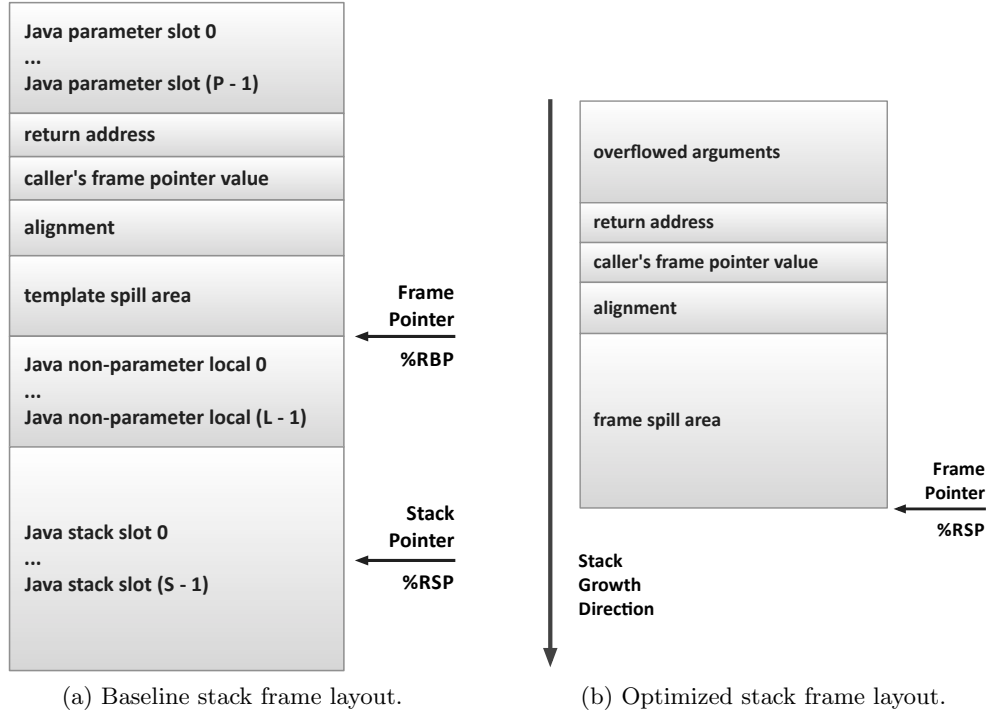 Java parameter slot 0
...
Java parameter slot (P - 1)
return address
caller's frame pointer value
alignment
template spill area
Java non-parameter local 0
...
Java non-parameter local (L - 1)
Java stack slot 0
...
Java stack slot (S - 1)
Frame
Pointer
%RBP
Stack
Pointer
%RSP
(a) Baseline stack frame layout.
overflowed arguments
return address
caller's frame pointer value
alignment
frame spill area
Frame
Pointer
%RSP
Stack
Growth
Direction
(b) Optimized stack frame layout.